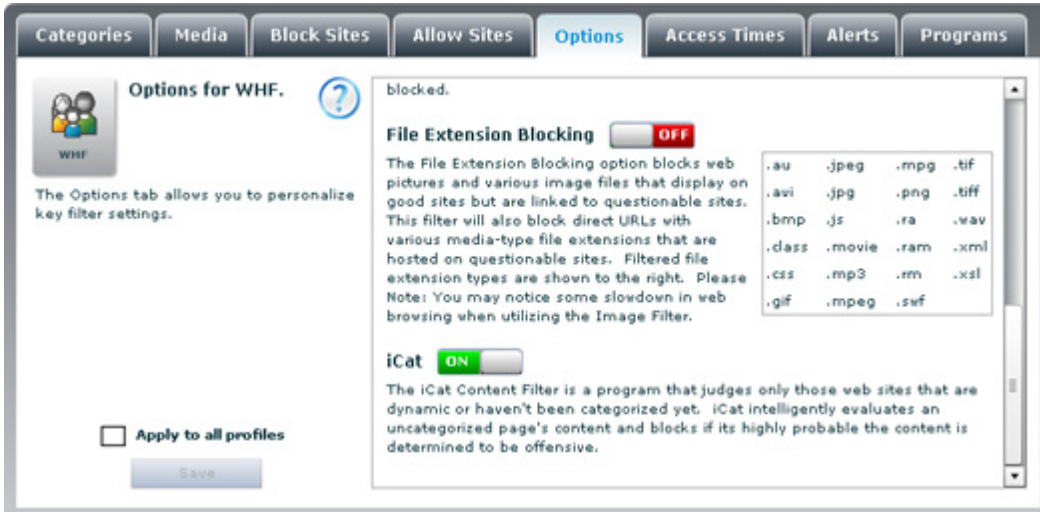 Categories Media Block Sites Allow Sites Options Access Times Alerts Programs
Options for WHF.
?
WHF
The Options tab allows you to personalize
key filter settings.
Apply to all profiles
Save
blocked.
File Extension Blocking OFF
The File Extension Blocking option blocks web
pictures and various image files that display on
good sites but are linked to questionable sites.
This filter will also block direct URLs with
various media-type file extensions that are
hosted on questionable sites. Filtered file
extension types are shown to the right. Please
Note: You may notice some slowdown in web
browsing when utilizing the Image Filter.
.au .jpeg .mpg .tif
.avi .jpg .png .tiff
.bmp .js .ra .wav
.class .movie .ram .xml
.css .mp3 .rm .xsl
.gif .mpeg .swf
iCat ON
The iCat Content Filter is a program that judges only those web sites that are
dynamic or haven't been categorized yet. iCat intelligently evaluates an
uncategorized page's content and blocks if its highly probable the content is
determined to be offensive.